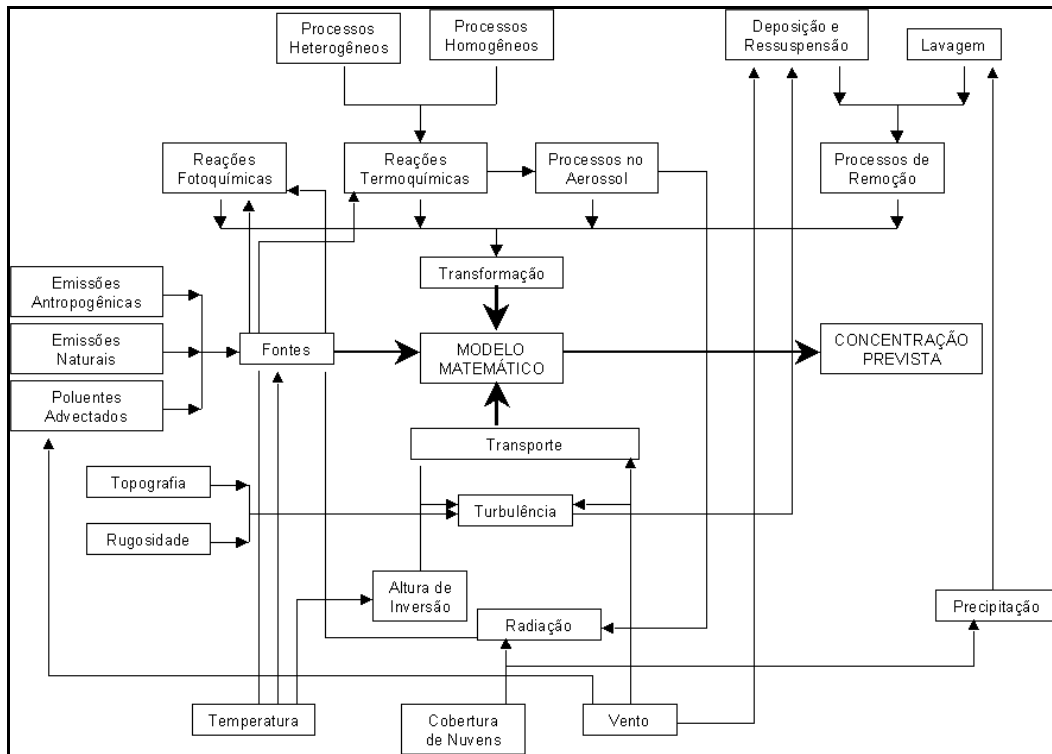 Processos
Heterogêneos
Processos
Homogêneos
Deposição e
Ressuspensão
Lavagem
Reações
Fotoquímicas
Reações
Termoquímicas
Processos no
Aerossol
Processos de
Remoção
Transformação
Emissões
Antropogênicas
Emissões
Naturais
Poluentes
Advectados
Fontes
MODELO
MATEMÁTICO
CONCENTRAÇÃO
PREVISTA
Transporte
Topografia
Rugosidade
Turbulência
Altura de
Inversão
Radiação
Precipitação
Temperatura
Cobertura
de Nuvens
Vento